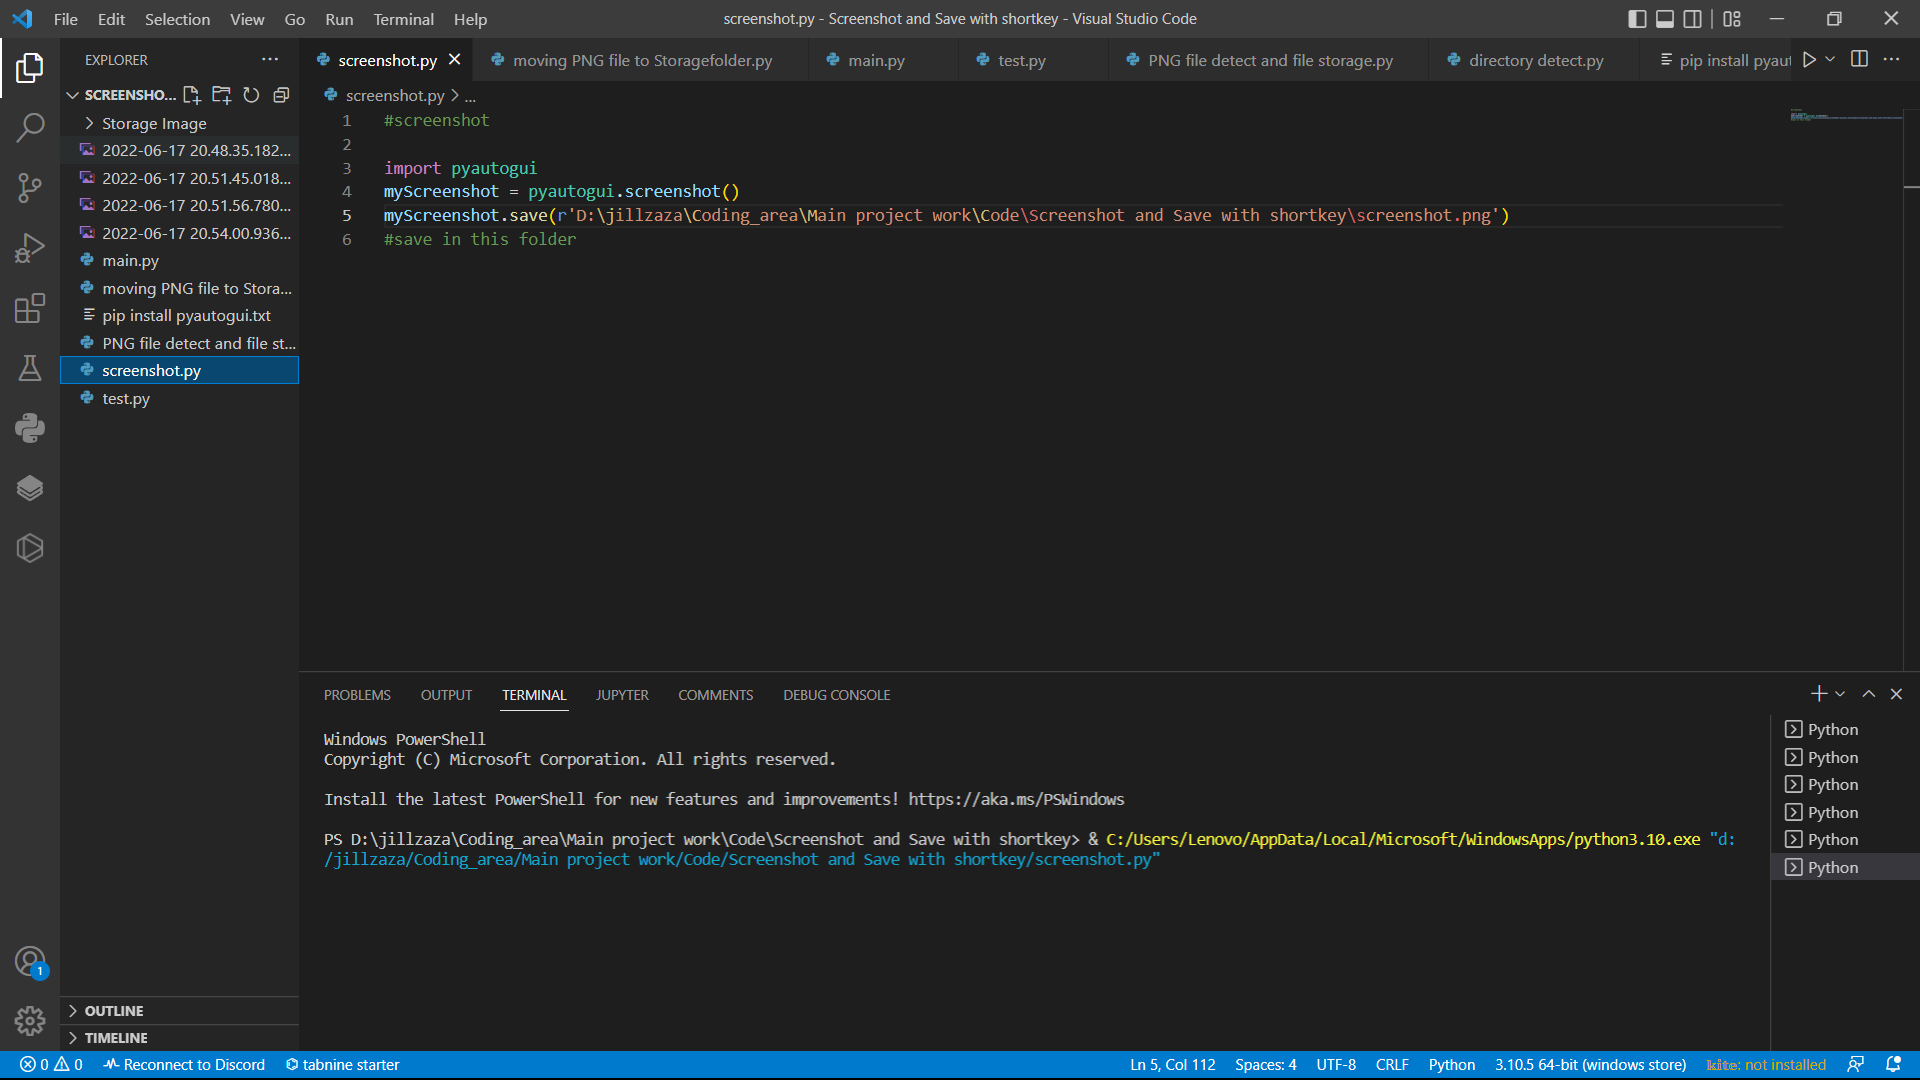 File Edit Selection View Go Run Terminal Help
screenshot.py - Screenshot and Save with shortkey - Visual Studio Code
EXPLORER
SCREENSHO...
Storage Image
2022-06-17 20.48.35.182...
2022-06-17 20.51.45.018...
2022-06-17 20.51.56.780...
2022-06-17 20.54.00.936...
main.py
moving PNG file to Stora...
pip install pyautogui.txt
PNG file detect and file st...
screenshot.py
test.py
OUTLINE
TIMELINE
screenshot.py moving PNG file to Storagefolder.py main.py test.py PNG file detect and file storage.py directory detect.py pip install pyaut
screenshot.py > ...
1 #screenshot
2
3 import pyautogui
4 myScreenshot = pyautogui.screenshot()
5 myScreenshot.save(r'D:\jillzaza\Coding_area\Main project work\Code\Screenshot and Save with shortkey\screenshot.png')
6 #save in this folder
PROBLEMS OUTPUT TERMINAL JUPYTER COMMENTS DEBUG CONSOLE
Windows PowerShell
Copyright (C) Microsoft Corporation. All rights reserved.
Install the latest PowerShell for new features and improvements! https://aka.ms/PSWindows
PS D:\jillzaza\Coding_area\Main project work\Code\Screenshot and Save with shortkey> & C:/Users/Lenovo/AppData/Local/Microsoft/WindowsApps/python3.10.exe "d:
/jillzaza/Coding_area/Main project work/Code/Screenshot and Save with shortkey/screenshot.py"
Python
Python
Python
Python
Python
Python
1
0 0 Reconnect to Discord tabnine starter Ln 5, Col 112 Spaces: 4 UTF-8 CRLF Python 3.10.5 64-bit (windows store) kite: not installed